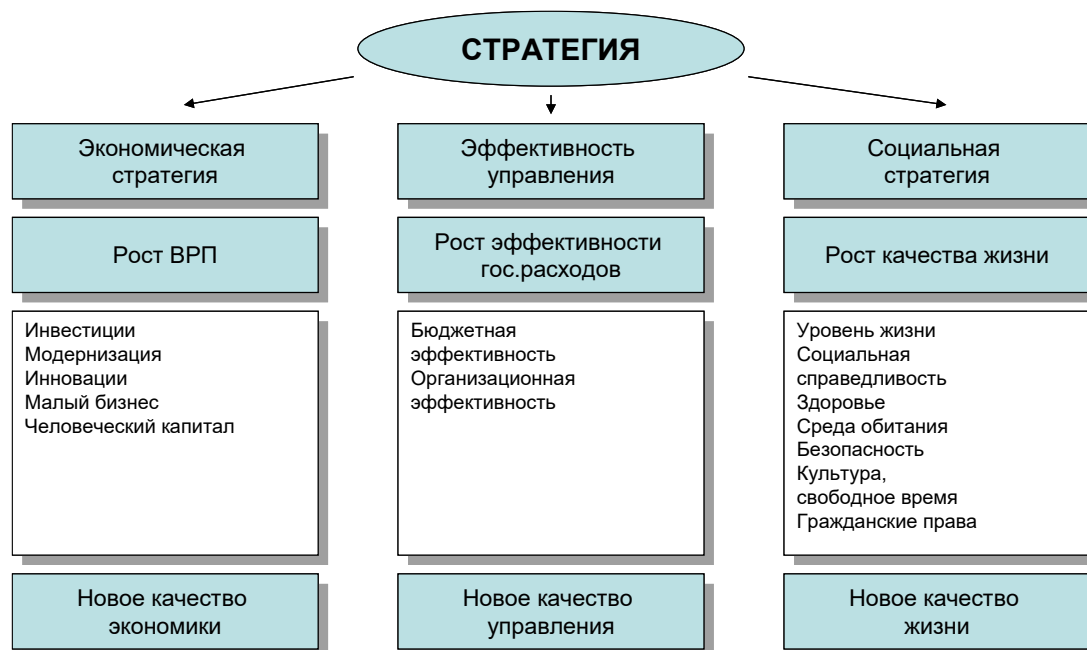 СТРАТЕГИЯ
Экономическая
стратегия
Рост ВРП
Инвестиции
Модернизация
Инновации
Малый бизнес
Человеческий капитал
Новое качество
экономики
Эффективность
управления
Рост эффективности
гос.расходов
Бюджетная
эффективность
Организационная
эффективность
Новое качество
управления
Социальная
стратегия
Рост качества жизни
Уровень жизни
Социальная
справедливость
Здоровье
Среда обитания
Безопасность
Культура,
свободное время
Гражданские права
Новое качество
жизни